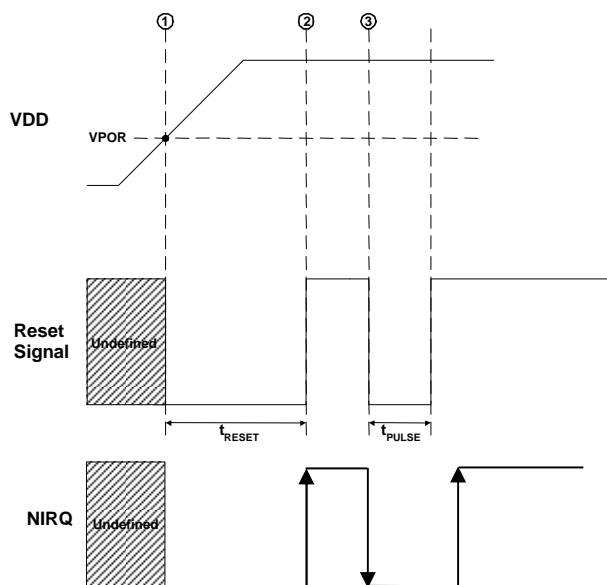 1 2 3
VDD
VPOR
Reset
Signal
Undefined
tRESET tPULSE
NIRQ
Undefined